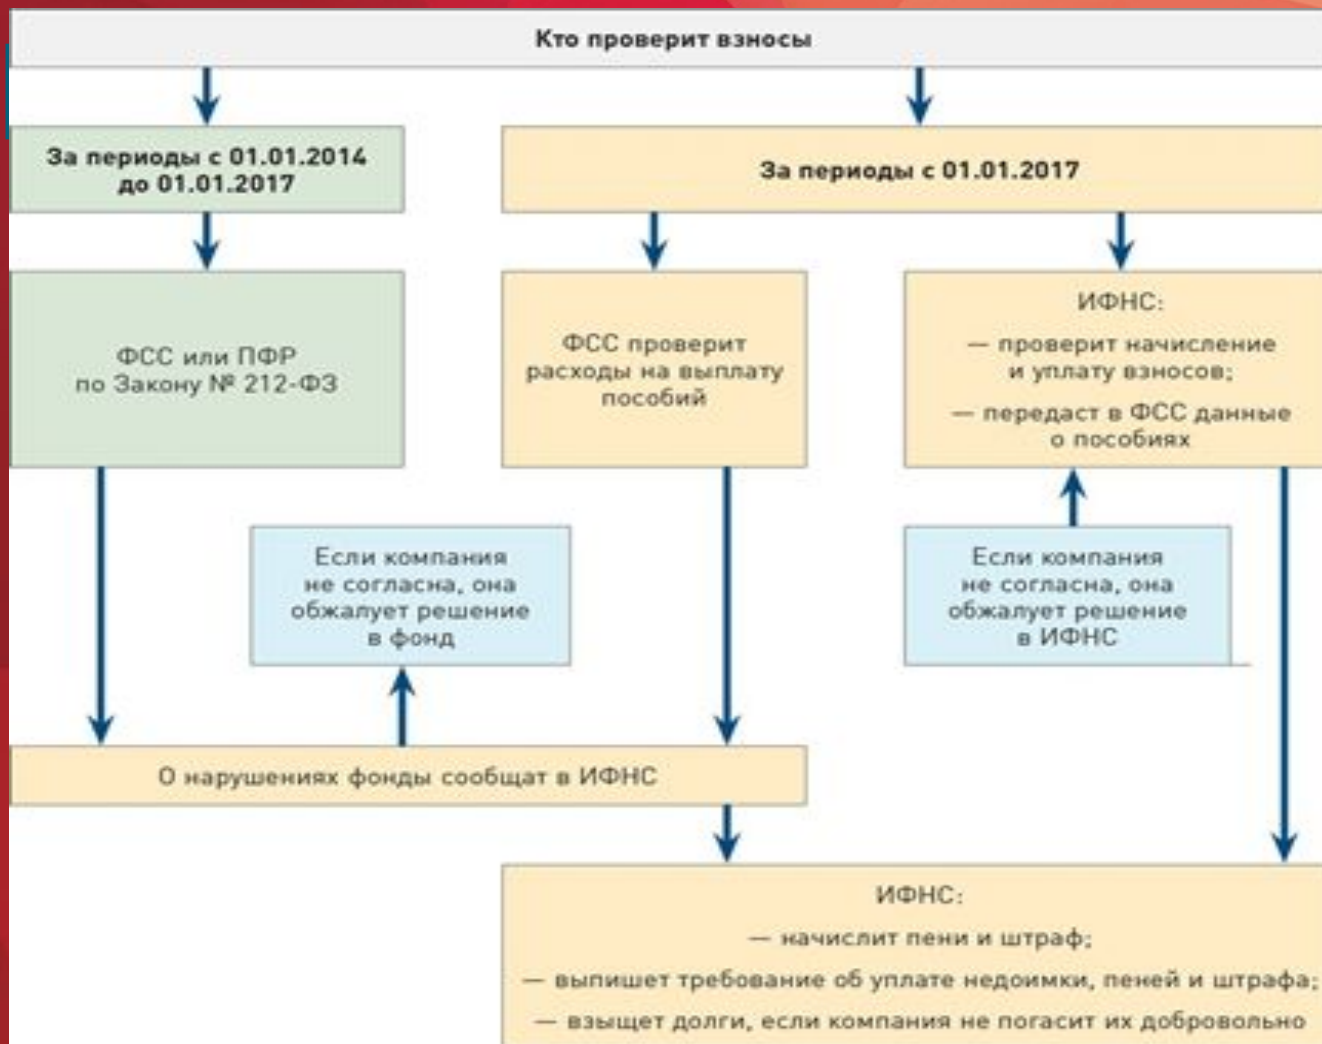 Кто проверит взносы
За периоды с 01.01.2014
до 01.01.2017
За периоды с 01.01.2017
ФСС или ПФР
по Закону № 212-ФЗ
ФСС проверит
расходы на выплату
пособий
ИФНС:
— проверит начисление
и уплату взносов;
— передаст в ФСС данные
о пособиях
Если компания
не согласна, она
обжалует решение
в фонд
Если компания
не согласна, она
обжалует решение
в ИФНС
О нарушениях фонды сообщат в ИФНС
ИФНС:
— начислит пени и штраф;
— выпишет требование об уплате недоимки, пеней и штрафа;
— взыщет долги, если компания не погасит их добровольно